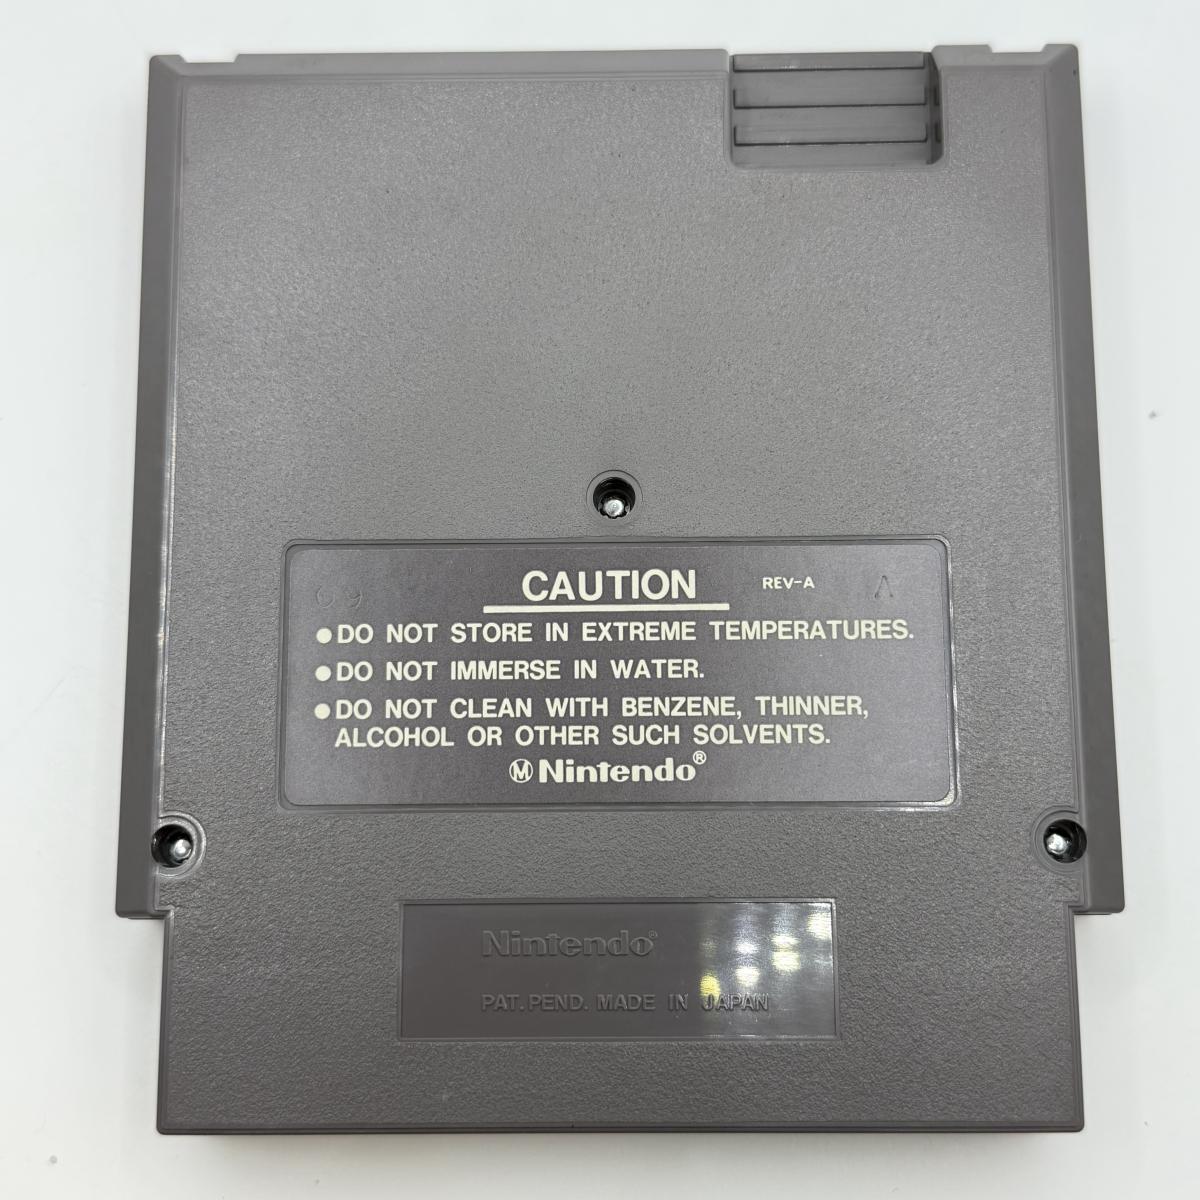 CAUTION REV-A A
09
● DO NOT STORE IN EXTREME TEMPERATURES.
● DO NOT IMMERSE IN WATER.
● DO NOT CLEAN WITH BENZENE, THINNER,
ALCOHOL OR OTHER SUCH SOLVENTS.
Ⓜ Nintendo®
Nintendo®
PAT. PEND. MADE IN JAPAN